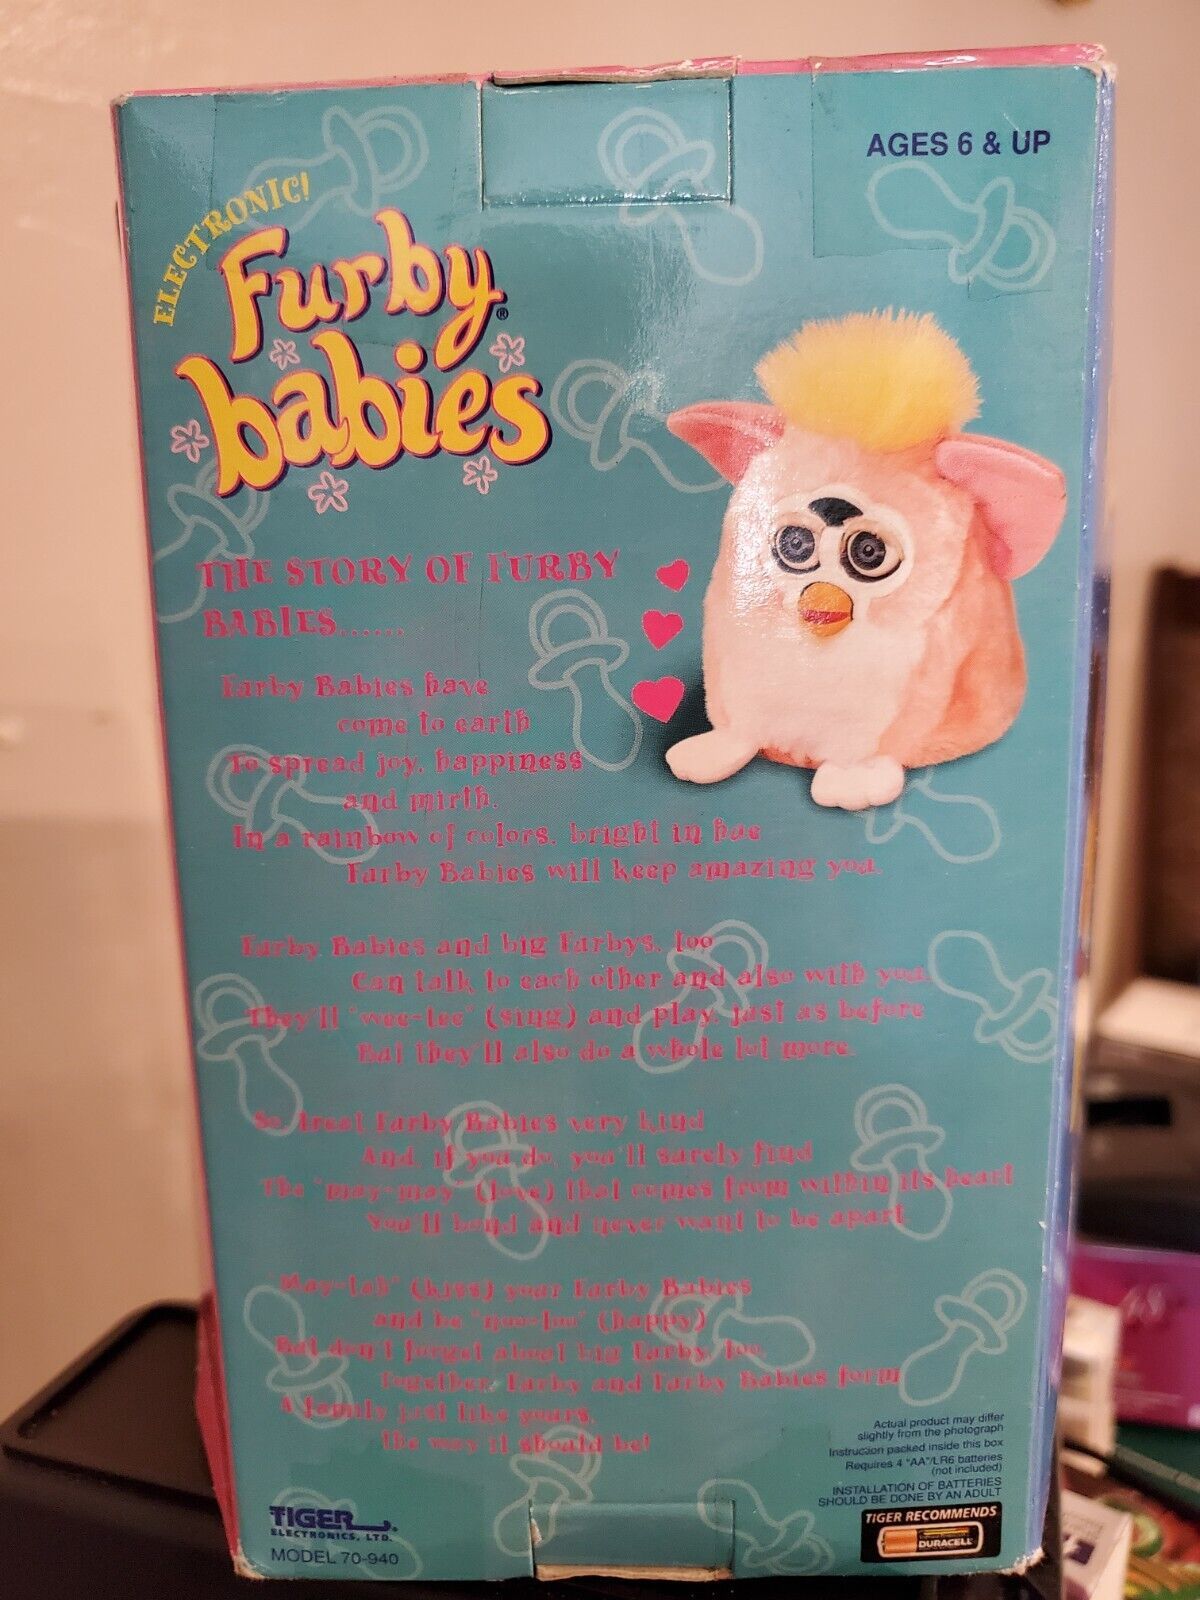 AGES 6 & UP
ELECTRONIC!
Furby®
babies
THE STORY OF FURBY
BABIES......
Furby Babies have
come to earth
To spread joy, happiness
and mirth.
In a rainbow of colors, bright in hue
Furby Babies will keep amazing you.
Furby Babies and big Furbys, too
Can talk to each other and also with you.
They'll "wee-tee" (sing) and play, just as before
But they'll also do a whole lot more.
So treat Furby Babies very kind
And, if you do, you'll surely find
The "may-may" (love) that comes from within its heart
You'll bond and never want to be apart
"May-tah" (kiss) your Furby Babies
and be "noo-loo" (happy)
But don't forget about big Furby, too,
Together, Furby and Furby Babies form
A family just like yours,
the way it should be!
Actual product may differ
slightly from the photograph
Instruction packed inside this box
Requires 4 "AA"/LR6 batteries
(not included)
INSTALLATION OF BATTERIES
SHOULD BE DONE BY AN ADULT
TIGER RECOMMENDS
DURACELL
TIGER®
ELECTRONICS, LTD.
MODEL 70-940